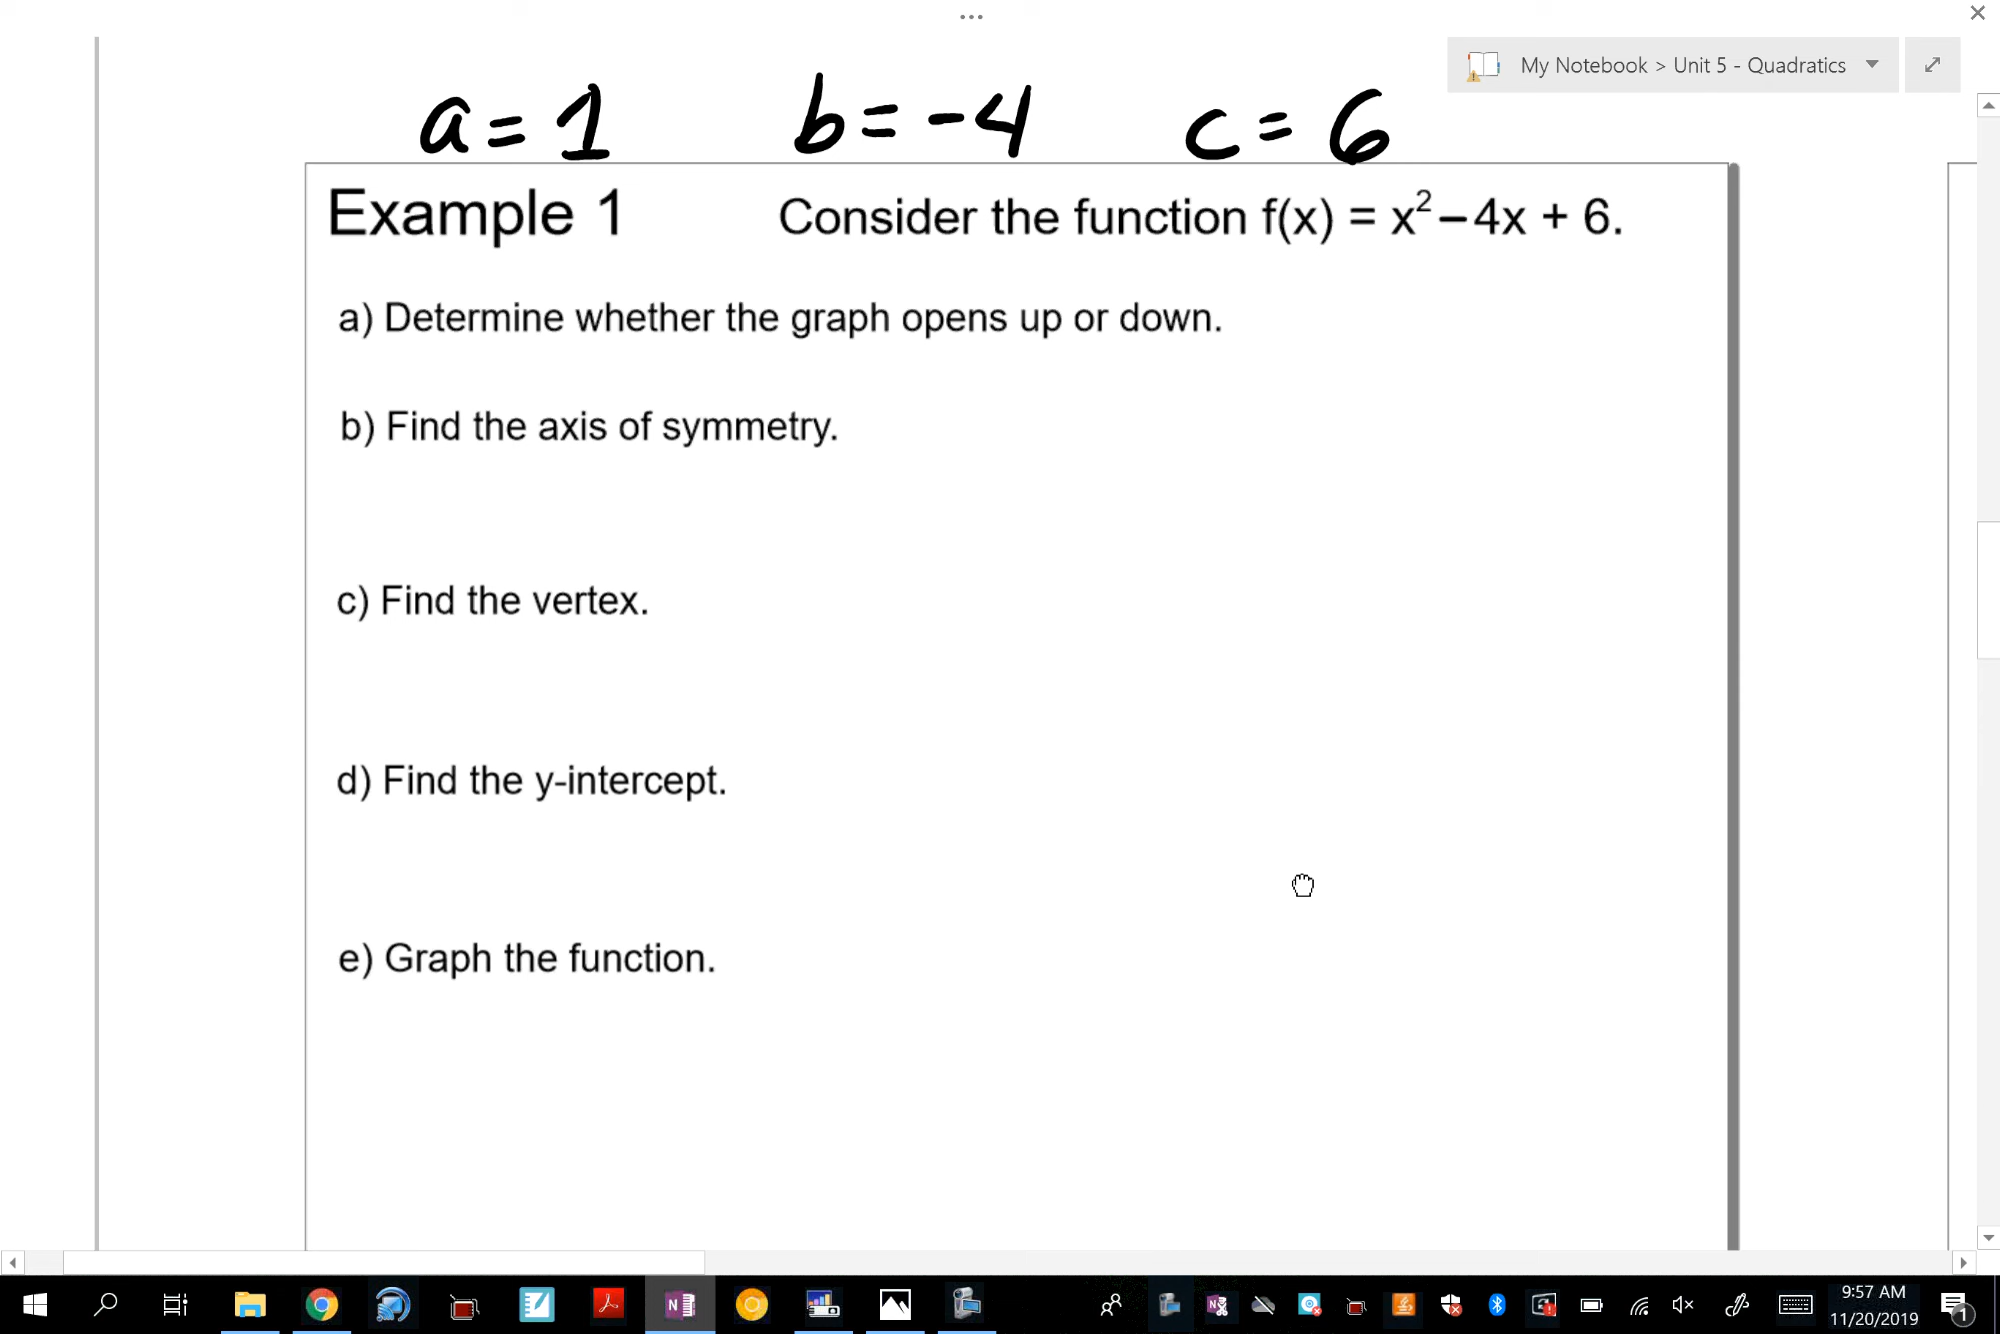 ...
My Notebook > Unit 5 - Quadratics
a = 1 b = -4 c = 6
Example 1 Consider the function f(x) = x² – 4x + 6.
a) Determine whether the graph opens up or down.
b) Find the axis of symmetry.
c) Find the vertex.
d) Find the y-intercept.
e) Graph the function.
9:57 AM
11/20/2019
1